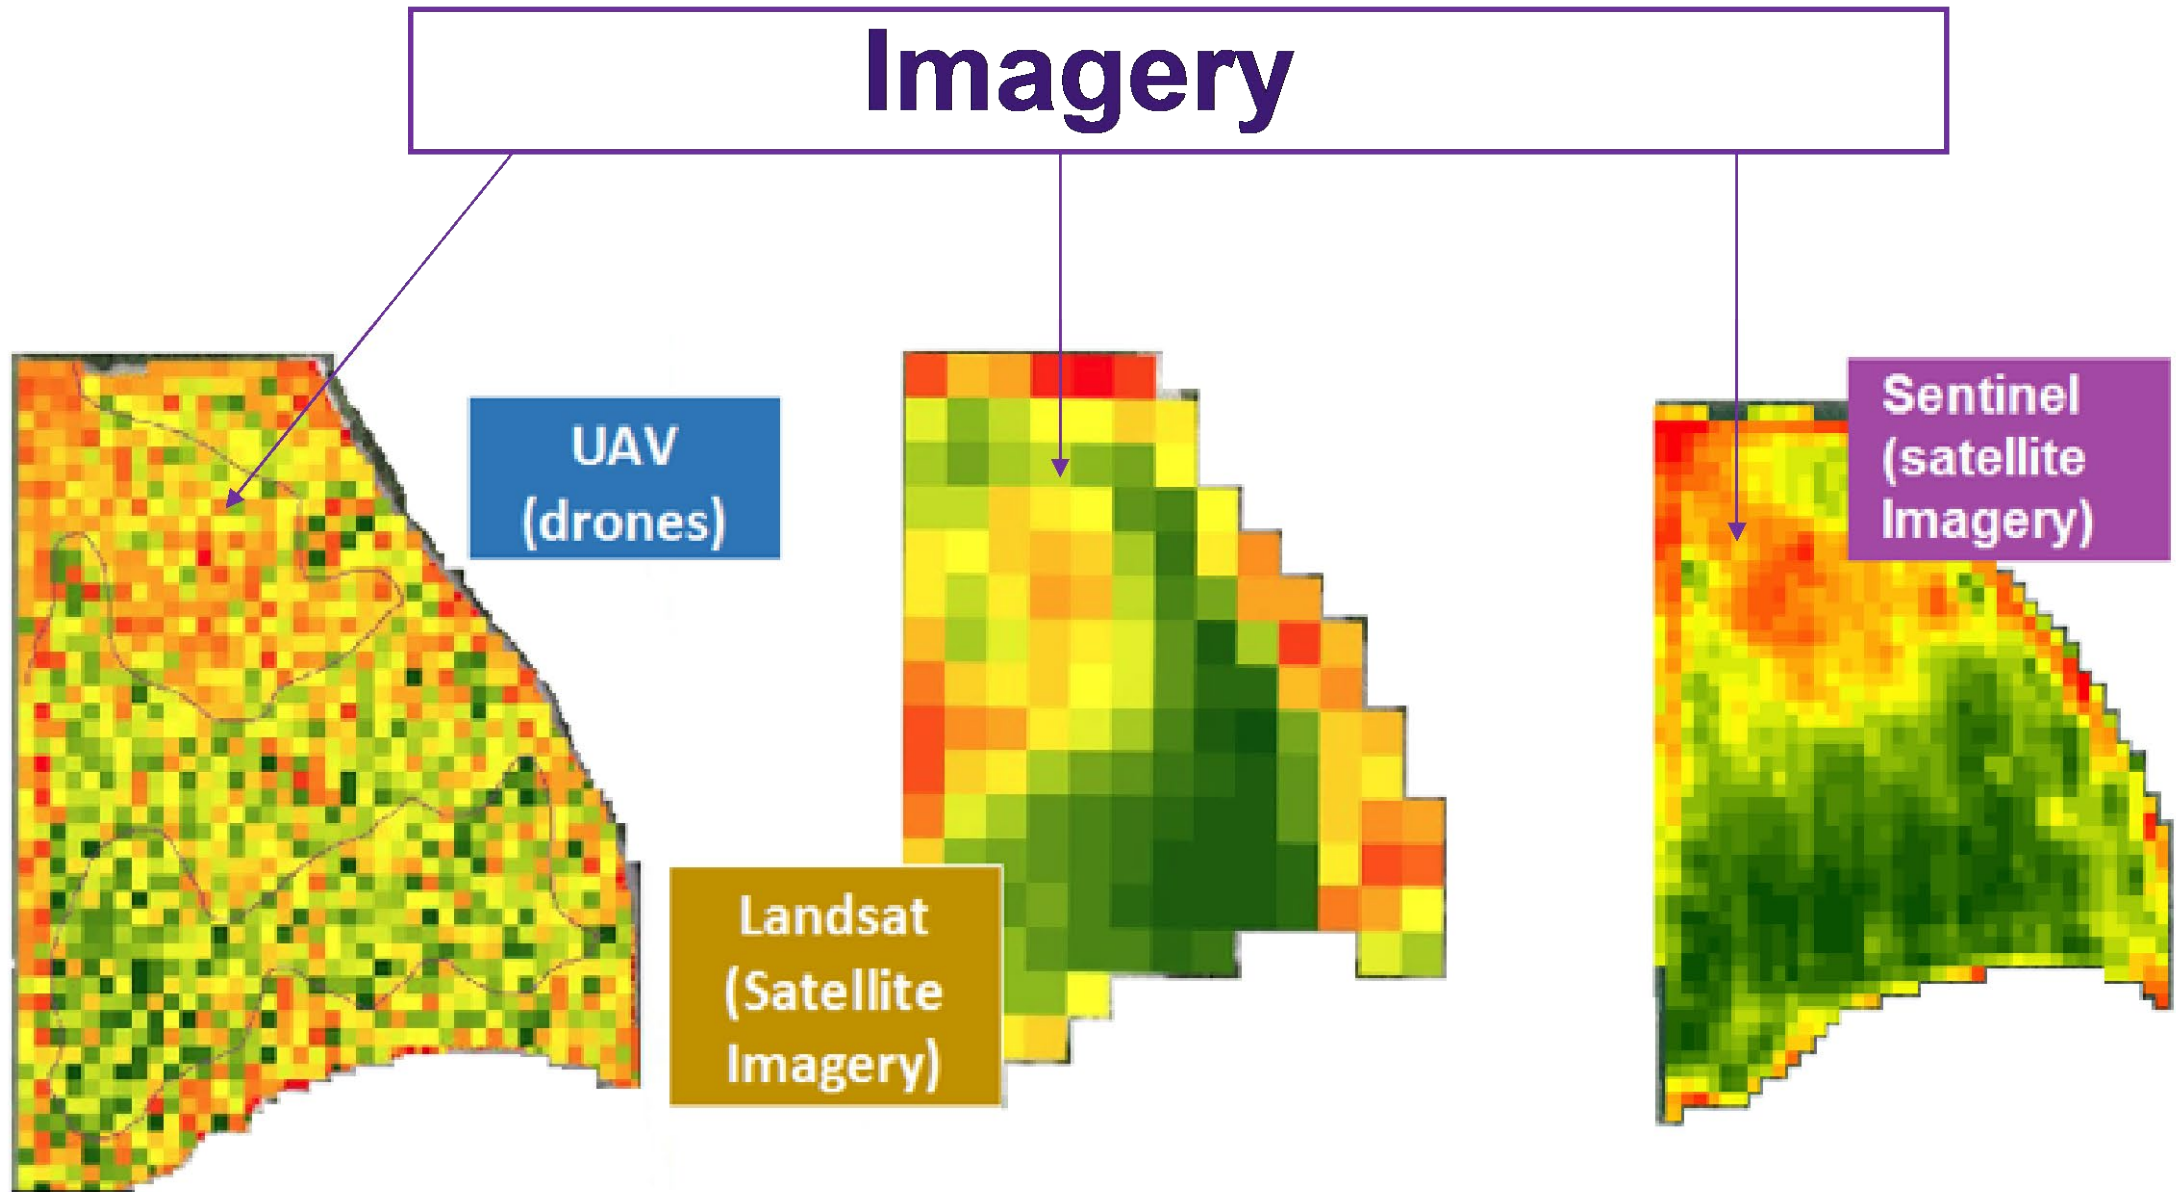 Imagery
UAV
(drones)
Landsat
(Satellite
Imagery)
Sentinel
(satellite
Imagery)